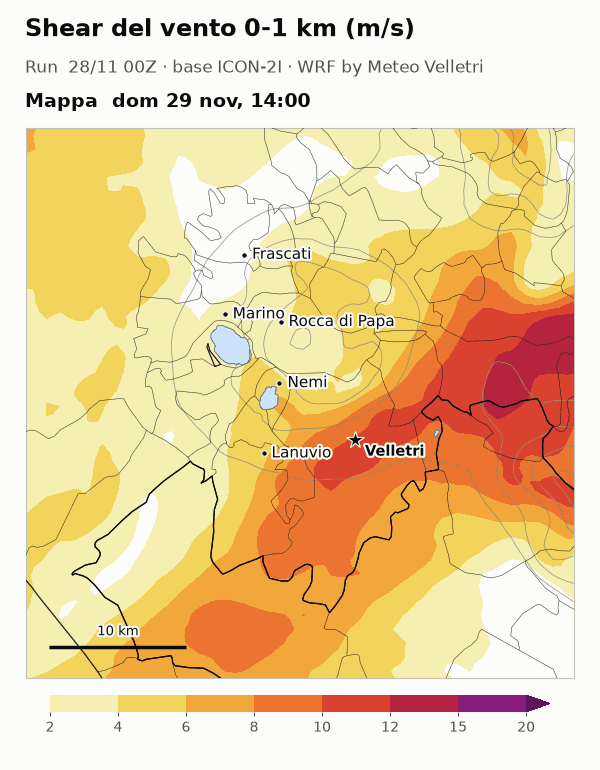 Shear del vento 0-1 km (m/s)
Run  28/11 00Z · base ICON-2I · WRF by Meteo Velletri
Mappa  dom 29 nov, 14:00
Frascati
Marino
Rocca di Papa
Nemi
Velletri
Lanuvio
10 km
2 4 6 8 10 12 15 20